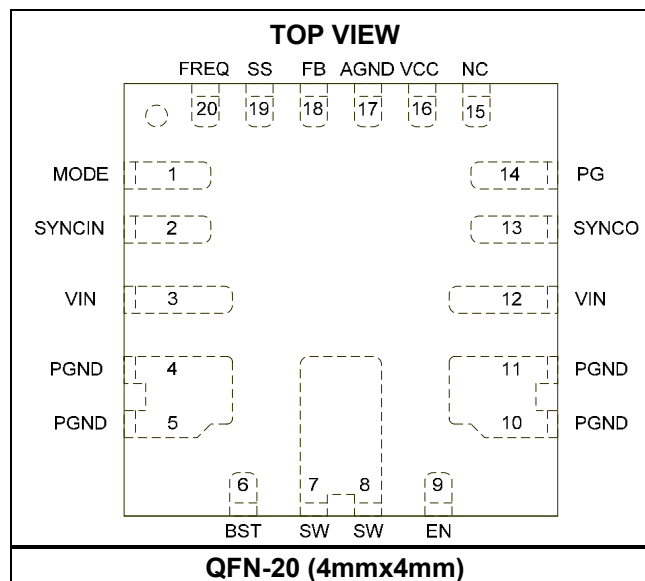 TOP VIEW
FREQ SS FB AGND VCC NC
20 19 18 17 16 15
MODE 1 14 PG
SYNCIN 2 13 SYNCO
VIN 3 12 VIN
PGND 4 11 PGND
PGND 5 10 PGND
6 7 8 9
BST SW SW EN
QFN-20 (4mmx4mm)